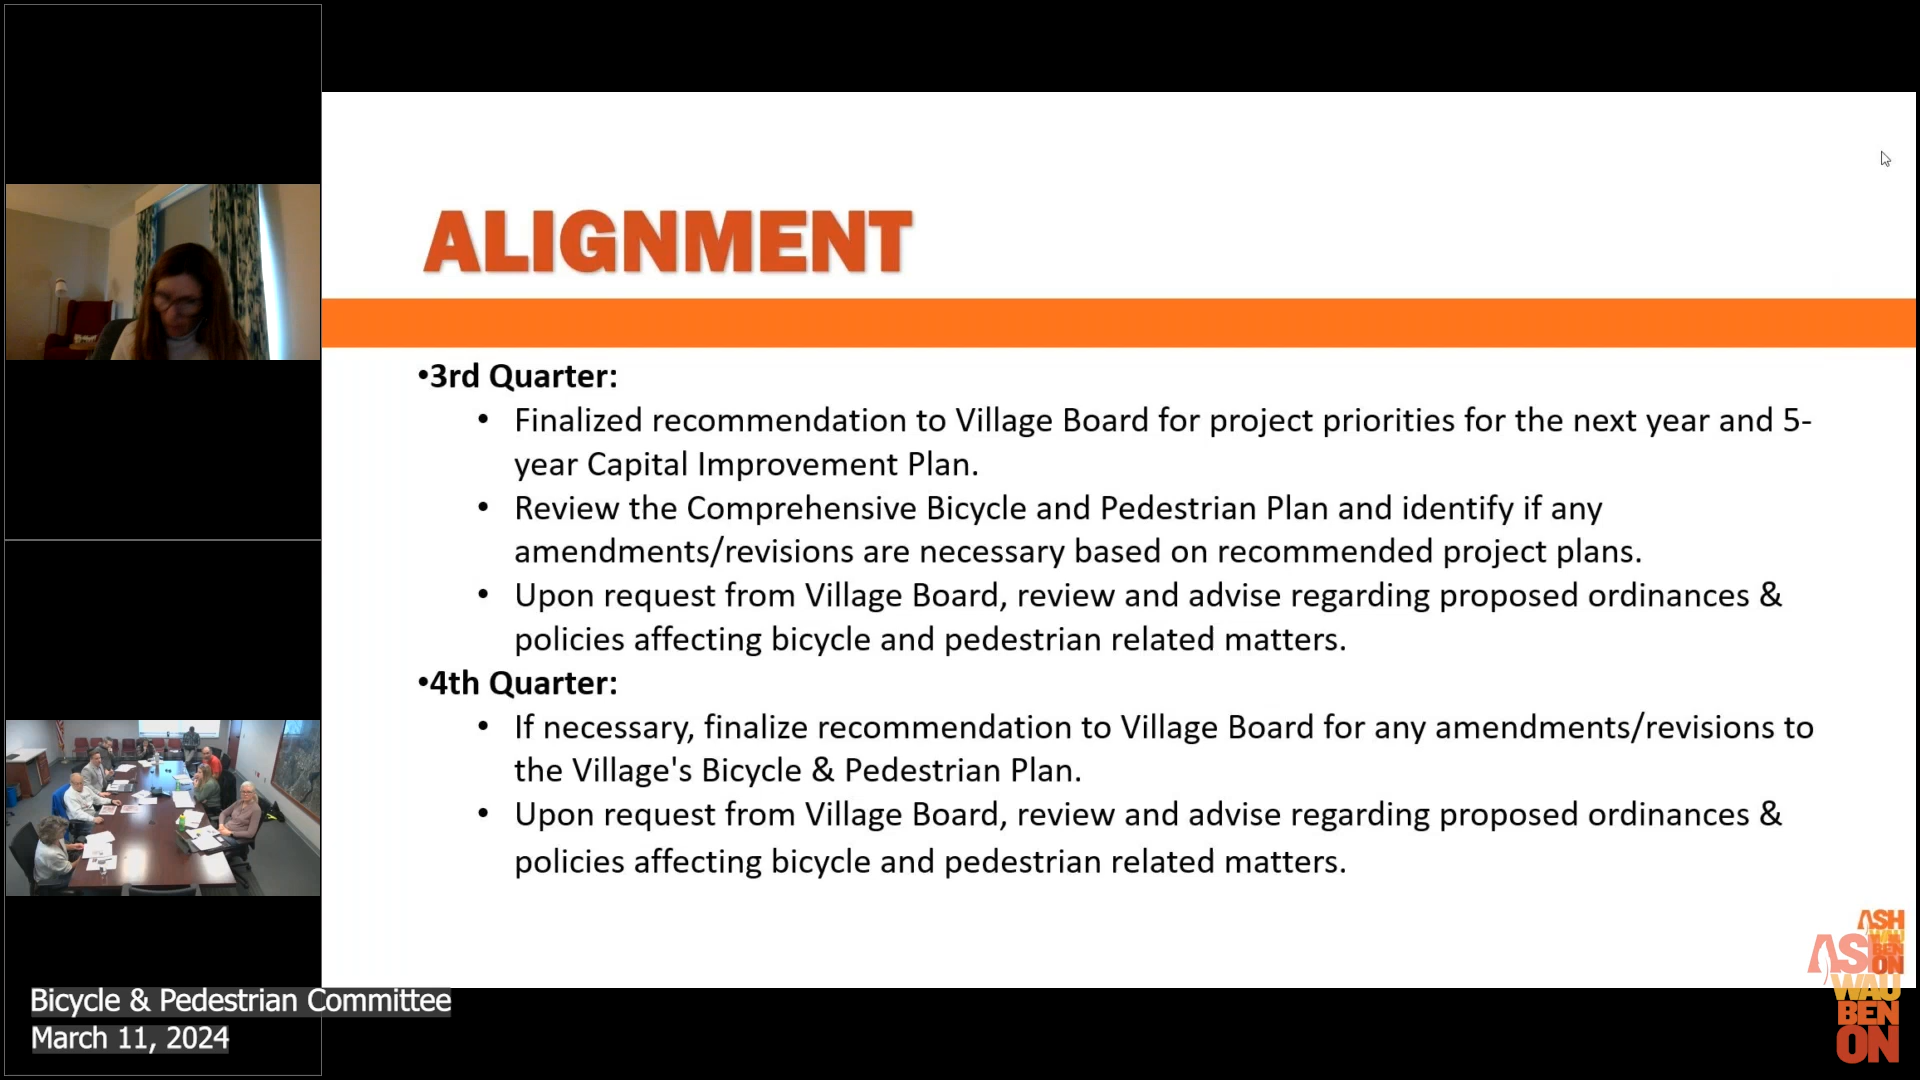 ALIGNMENT
•3rd Quarter:
• Finalized recommendation to Village Board for project priorities for the next year and 5-
year Capital Improvement Plan.
• Review the Comprehensive Bicycle and Pedestrian Plan and identify if any
amendments/revisions are necessary based on recommended project plans.
• Upon request from Village Board, review and advise regarding proposed ordinances &
policies affecting bicycle and pedestrian related matters.
•4th Quarter:
• If necessary, finalize recommendation to Village Board for any amendments/revisions to
the Village's Bicycle & Pedestrian Plan.
• Upon request from Village Board, review and advise regarding proposed ordinances &
policies affecting bicycle and pedestrian related matters.
ASH
WAU
BEN
ON
ASH
WAU
BEN
ON
Bicycle & Pedestrian Committee
March 11, 2024